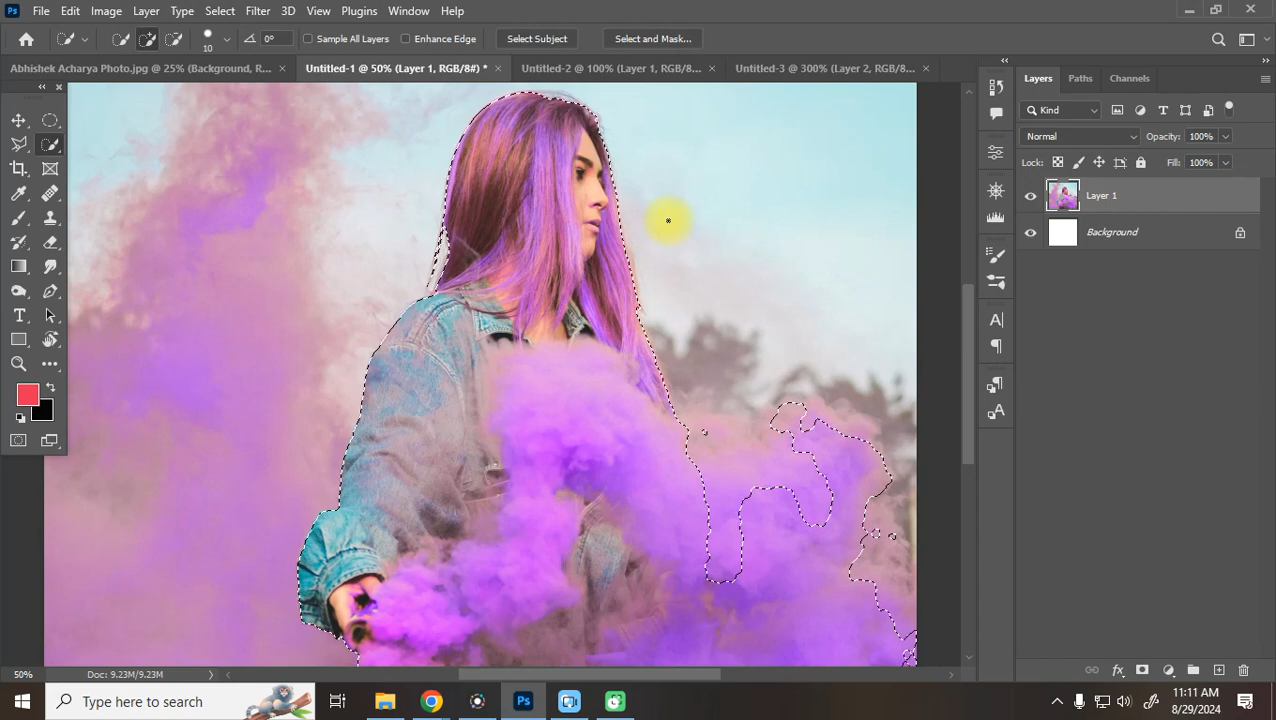 Ps File Edit Image Layer Type Select Filter 3D View Plugins Window Help
10 0° Sample All Layers Enhance Edge Select Subject Select and Mask...
Abhishek Acharya Photo.jpg @ 25% (Background, R... × Untitled-1 @ 50% (Layer 1, RGB/8#) * × Untitled-2 @ 100% (Layer 1, RGB/8... × Untitled-3 @ 300% (Layer 2, RGB/8... ×
Layers Paths Channels
Kind
Normal Opacity: 100%
Lock: Fill: 100%
Layer 1
Background
50% Doc: 9.23M/9.23M
Type here to search
Ps
11:11 AM
8/29/2024